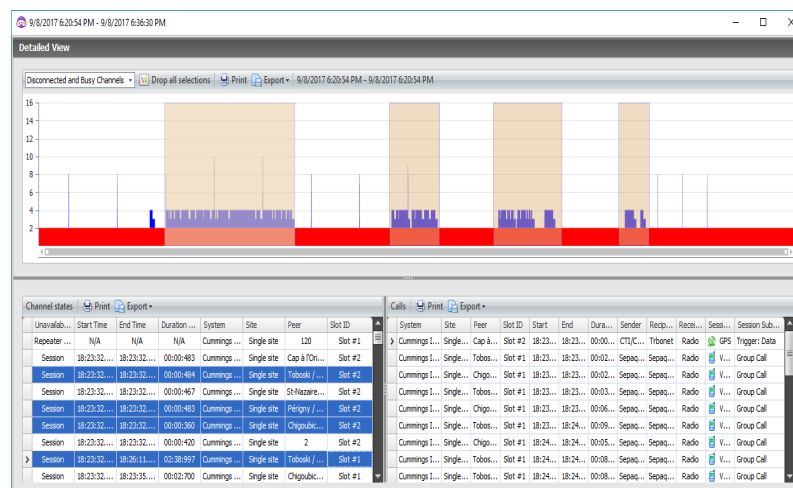 9/8/2017 6:20:54 PM - 9/8/2017 6:36:30 PM
Detailed View
Disconnected and Busy Channels Drop all selections Print Export 9/8/2017 6:20:54 PM - 9/8/2017 6:20:54 PM
16
14
12
10
8
6
4
2
Channel states Print Export
Unavailab... Start Time End Time Duration ... System Site Peer Slot ID
Repeater ... N/A N/A N/A Cummings ... Single site 120 Slot #1
Session 18:23:32.... 18:23:32.... 00:00:483 Cummings ... Single site Cap à l'Ori... Slot #2
Session 18:23:32.... 18:23:32.... 00:00:484 Cummings ... Single site Toboski / ... Slot #2
Session 18:23:32.... 18:23:32.... 00:00:467 Cummings ... Single site St-Nazaire... Slot #2
Session 18:23:32.... 18:23:32.... 00:00:483 Cummings ... Single site Périgny / ... Slot #2
Session 18:23:32.... 18:23:32.... 00:00:360 Cummings ... Single site Chigoubic... Slot #2
Session 18:23:32.... 18:23:32.... 00:00:420 Cummings ... Single site 2 Slot #2
Session 18:23:32.... 18:26:11.... 02:38:997 Cummings ... Single site Toboski / ... Slot #1
Session 18:23:32.... 18:23:35.... 00:02:700 Cummings ... Single site Chigoubic... Slot #1
Calls Print Export
System Site Peer Slot ID Start End Dura... Sender Recip... Recei... Sessi... Session Sub...
Cummings I... Single... Cap à... Slot #2 18:23... 18:23... 00:00... CTI/C... Trbonet Radio GPS Trigger: Data
Cummings I... Single... Tobos... Slot #2 18:23... 18:23... 00:02... Sepaq... Sepaq... Radio V... Group Call
Cummings I... Single... Chigo... Slot #2 18:23... 18:23... 00:00... Sepaq... Sepaq... Radio V... Group Call
Cummings I... Single... Tobos... Slot #1 18:23... 18:23... 00:03... Sepaq... Sepaq... Radio V... Group Call
Cummings I... Single... Chigo... Slot #1 18:23... 18:23... 00:06... Sepaq... Sepaq... Radio V... Group Call
Cummings I... Single... Tobos... Slot #1 18:23... 18:24... 00:09... Sepaq... Sepaq... Radio V... Group Call
Cummings I... Single... Chigo... Slot #1 18:24... 18:24... 00:05... Sepaq... Sepaq... Radio V... Group Call
Cummings I... Single... Tobos... Slot #1 18:24... 18:24... 00:08... Sepaq... Sepaq... Radio V... Group Call
Cummings I... Single... Tobos... Slot #1 18:24... 18:24... 00:08... Sepaq... Sepaq... Radio V... Group Call